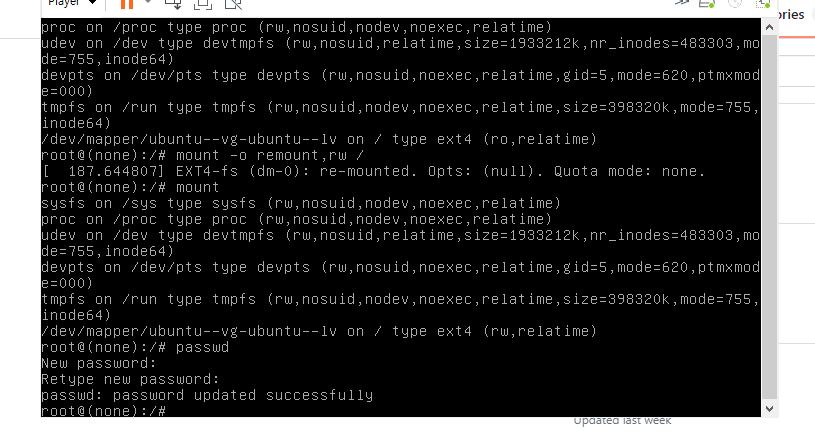 Player
ories
proc on /proc type proc (rw,nosuid,nodev,noexec,relatime)
udev on /dev type devtmpfs (rw,nosuid,relatime,size=1933212k,nr_inodes=483303,mo
de=755,inode64)
devpts on /dev/pts type devpts (rw,nosuid,noexec,relatime,gid=5,mode=620,ptmxmod
e=000)
tmpfs on /run type tmpfs (rw,nosuid,nodev,noexec,relatime,size=398320k,mode=755,
inode64)
/dev/mapper/ubuntu--vg-ubuntu--lv on / type ext4 (ro,relatime)
root@(none):/# mount -o remount,rw /
[  187.644807] EXT4-fs (dm-0): re-mounted. Opts: (null). Quota mode: none.
root@(none):/# mount
sysfs on /sys type sysfs (rw,nosuid,nodev,noexec,relatime)
proc on /proc type proc (rw,nosuid,nodev,noexec,relatime)
udev on /dev type devtmpfs (rw,nosuid,relatime,size=1933212k,nr_inodes=483303,mo
de=755,inode64)
devpts on /dev/pts type devpts (rw,nosuid,noexec,relatime,gid=5,mode=620,ptmxmod
e=000)
tmpfs on /run type tmpfs (rw,nosuid,nodev,noexec,relatime,size=398320k,mode=755,
inode64)
/dev/mapper/ubuntu--vg-ubuntu--lv on / type ext4 (rw,relatime)
root@(none):/# passwd
New password:
Retype new password:
passwd: password updated successfully
root@(none):/#
Updated last week